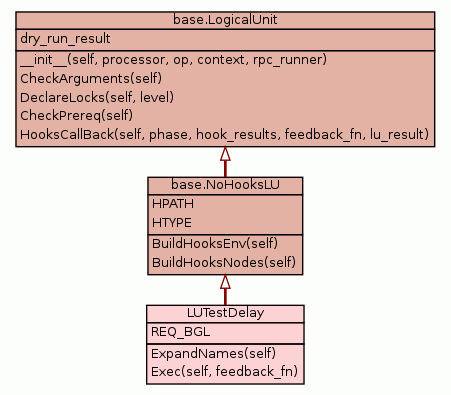 base.LogicalUnit
dry_run_result
__init__(self, processor, op, context, rpc_runner)
CheckArguments(self)
DeclareLocks(self, level)
CheckPrereq(self)
HooksCallBack(self, phase, hook_results, feedback_fn, lu_result)
base.NoHooksLU
HPATH
HTYPE
BuildHooksEnv(self)
BuildHooksNodes(self)
LUTestDelay
REQ_BGL
ExpandNames(self)
Exec(self, feedback_fn)